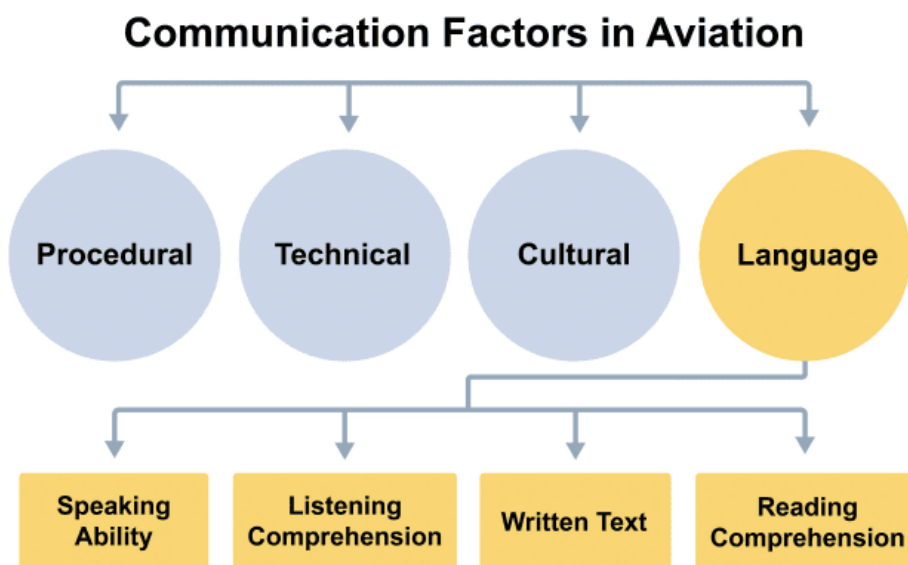 Communication Factors in Aviation
Procedural
Technical
Cultural
Language
Speaking
Ability
Listening
Comprehension
Written Text
Reading
Comprehension